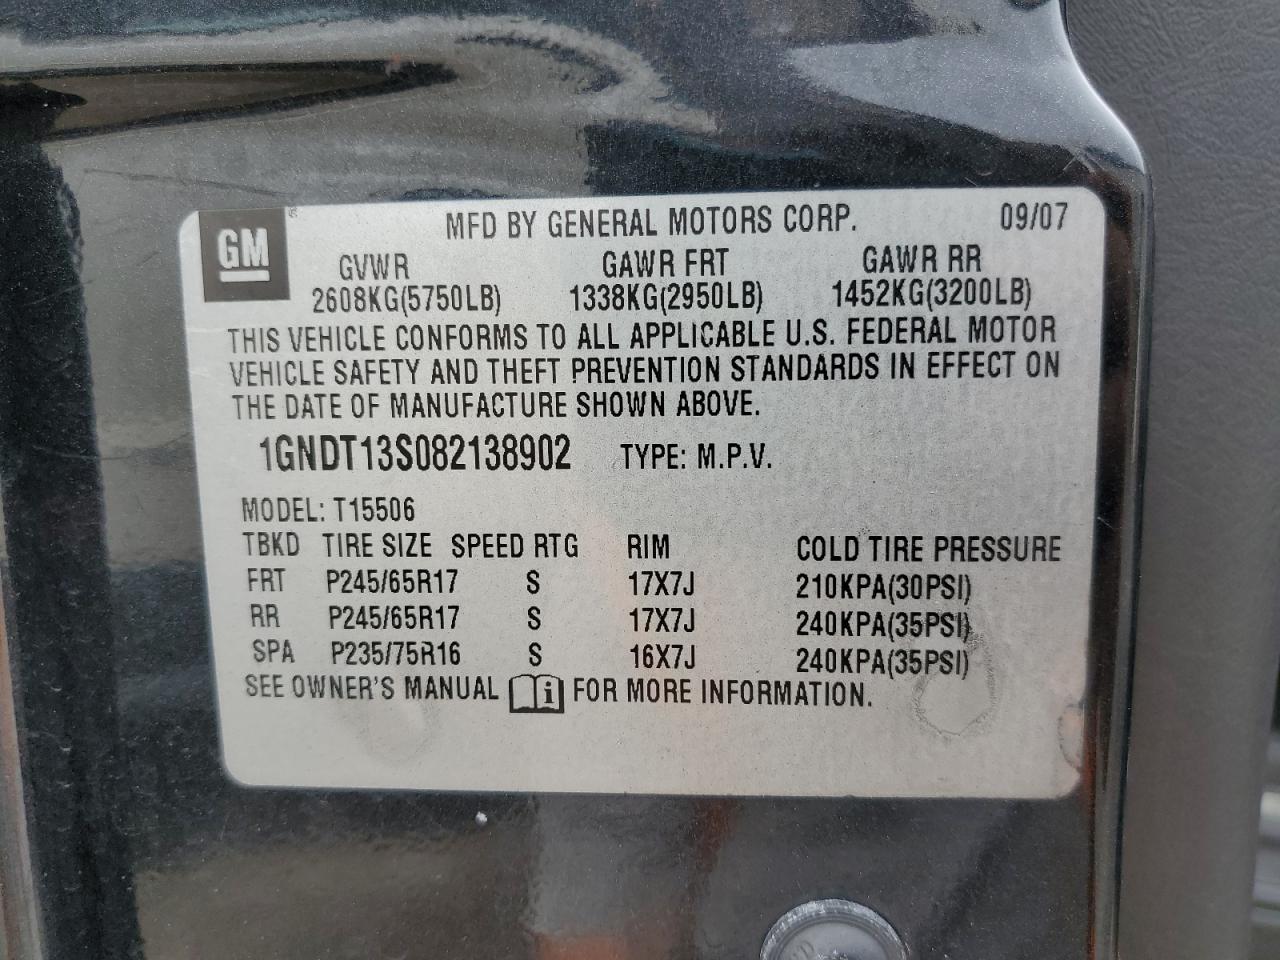 MFD BY GENERAL MOTORS CORP. 09/07
GM
GVWR GAWR FRT GAWR RR
2608KG(5750LB) 1338KG(2950LB) 1452KG(3200LB)
THIS VEHICLE CONFORMS TO ALL APPLICABLE U.S. FEDERAL MOTOR
VEHICLE SAFETY AND THEFT PREVENTION STANDARDS IN EFFECT ON
THE DATE OF MANUFACTURE SHOWN ABOVE.
1GNDT13S082138902 TYPE: M.P.V.
MODEL: T15506
TBKD TIRE SIZE SPEED RTG RIM COLD TIRE PRESSURE
FRT P245/65R17 S 17X7J 210KPA(30PSI)
RR P245/65R17 S 17X7J 240KPA(35PSI)
SPA P235/75R16 S 16X7J 240KPA(35PSI)
SEE OWNER'S MANUAL i FOR MORE INFORMATION.